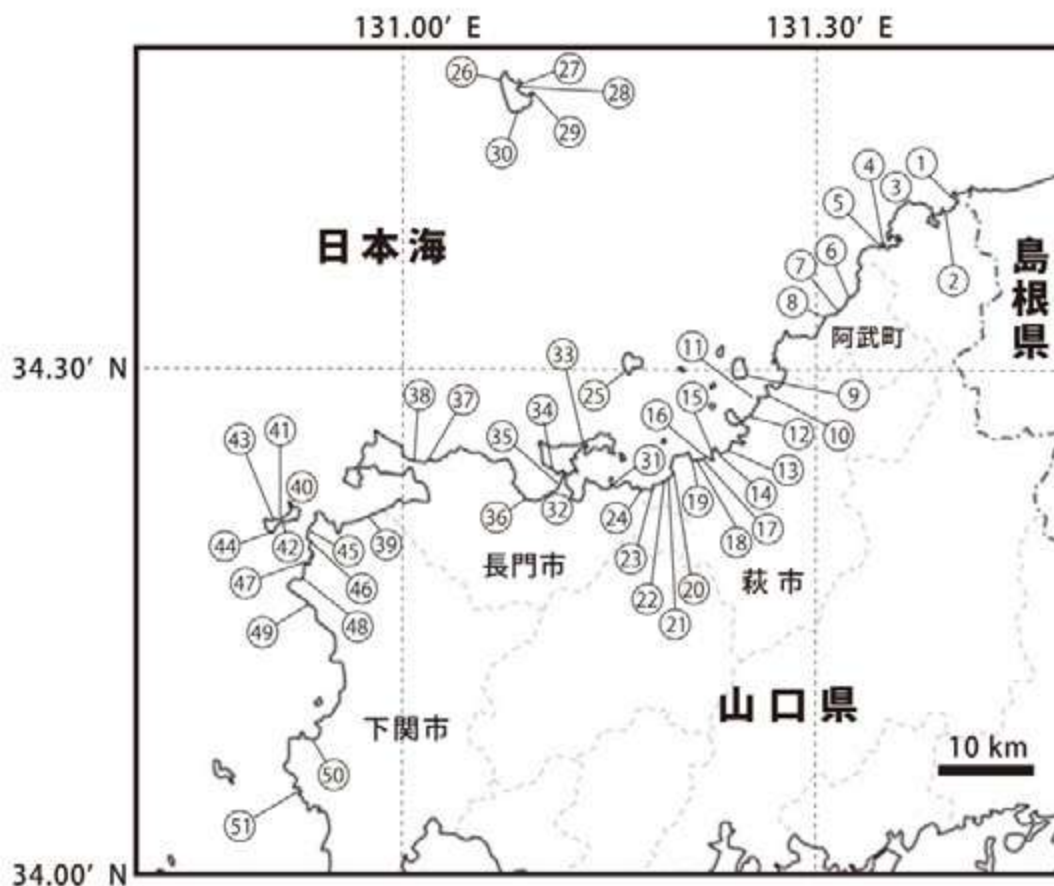 131.00′ E 131.30′ E
㉖ ㉗
㉘
㉙
㉚
④ ③ ①
⑤
日本海
⑦ ⑥ ②
島根県
⑧ 阿武町
34.30′ N
㉝ ㉕ ⑪ ⑨
㊳ ㊲ ㉞ ⑯ ⑮ ⑫ ⑩
㊸ ㊶ ㉟ ㉛ ⑬
㊵ ⑲ ⑭
㊱ ㉜ ㉔ ⑱ ⑰
㊹ ㊷ ㊺ ㊴
㊼ ㊻ 長門市 ㉓ 萩市
㉒ ⑳
㊾ ㊽ ㉑
下関市 山口県
10 km
㊿
51
34.00′ N